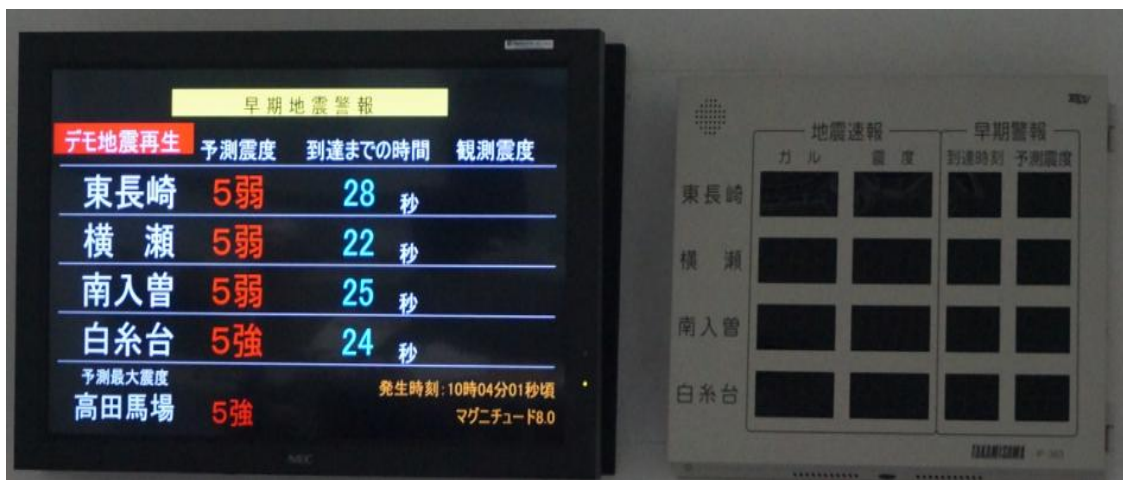 早期地震警報
デモ地震再生 予測震度 到達までの時間 観測震度
東長崎 5弱 28 秒
横瀬 5弱 22 秒
南入曽 5弱 25 秒
白糸台 5強 24 秒
予測最大震度
高田馬場 5強
発生時刻:10時04分01秒頃
マグニチュード8.0
NEC
地震速報 早期警報
ガル 震度 到達時刻 予測震度
東長崎
横瀬
南入曽
白糸台
TAKAMISAWA